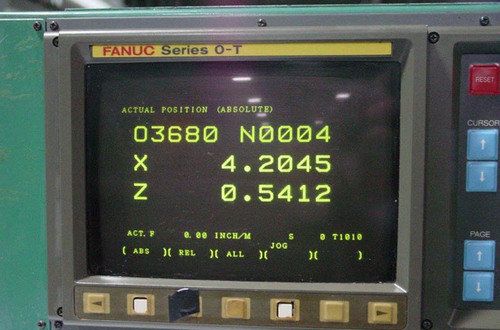 FANUC Series O-T
RESET
ACTUAL POSITION (ABSOLUTE)
O3680 N0004
X 4.2045
Z 0.5412
CURSOR
↑
↓
ACT.F 0.00 INCH/M S 0 T1010
JOG
( ABS )( REL )( ALL )( )( )
PAGE
↑
↓